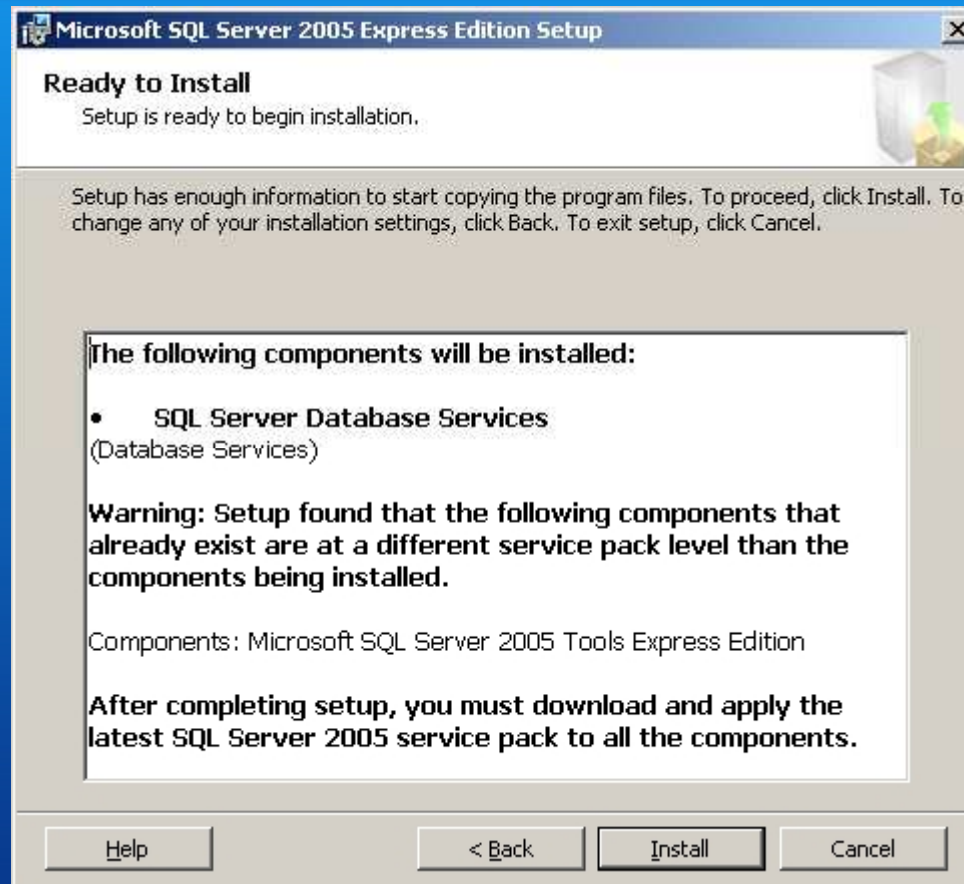 Microsoft SQL Server 2005 Express Edition Setup
Ready to Install
Setup is ready to begin installation.
Setup has enough information to start copying the program files. To proceed, click Install. To
change any of your installation settings, click Back. To exit setup, click Cancel.
The following components will be installed:
• SQL Server Database Services
(Database Services)
Warning: Setup found that the following components that
already exist are at a different service pack level than the
components being installed.
Components: Microsoft SQL Server 2005 Tools Express Edition
After completing setup, you must download and apply the
latest SQL Server 2005 service pack to all the components.
Help < Back Install Cancel